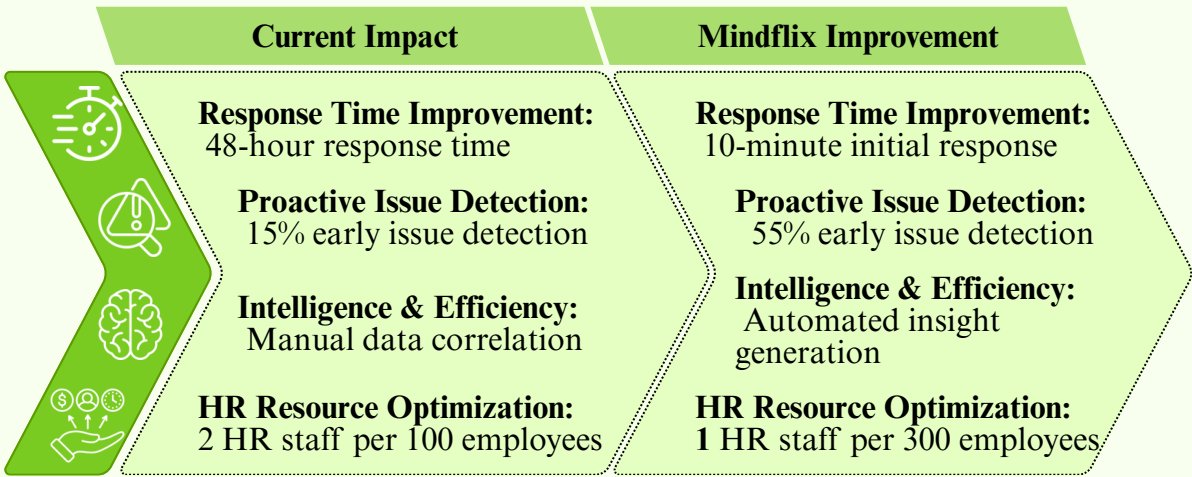 Current Impact
Mindflix Improvement
Response Time Improvement:
48-hour response time
Proactive Issue Detection:
15% early issue detection
Intelligence & Efficiency:
Manual data correlation
HR Resource Optimization:
2 HR staff per 100 employees
Response Time Improvement:
10-minute initial response
Proactive Issue Detection:
55% early issue detection
Intelligence & Efficiency:
Automated insight
generation
HR Resource Optimization:
1 HR staff per 300 employees
$